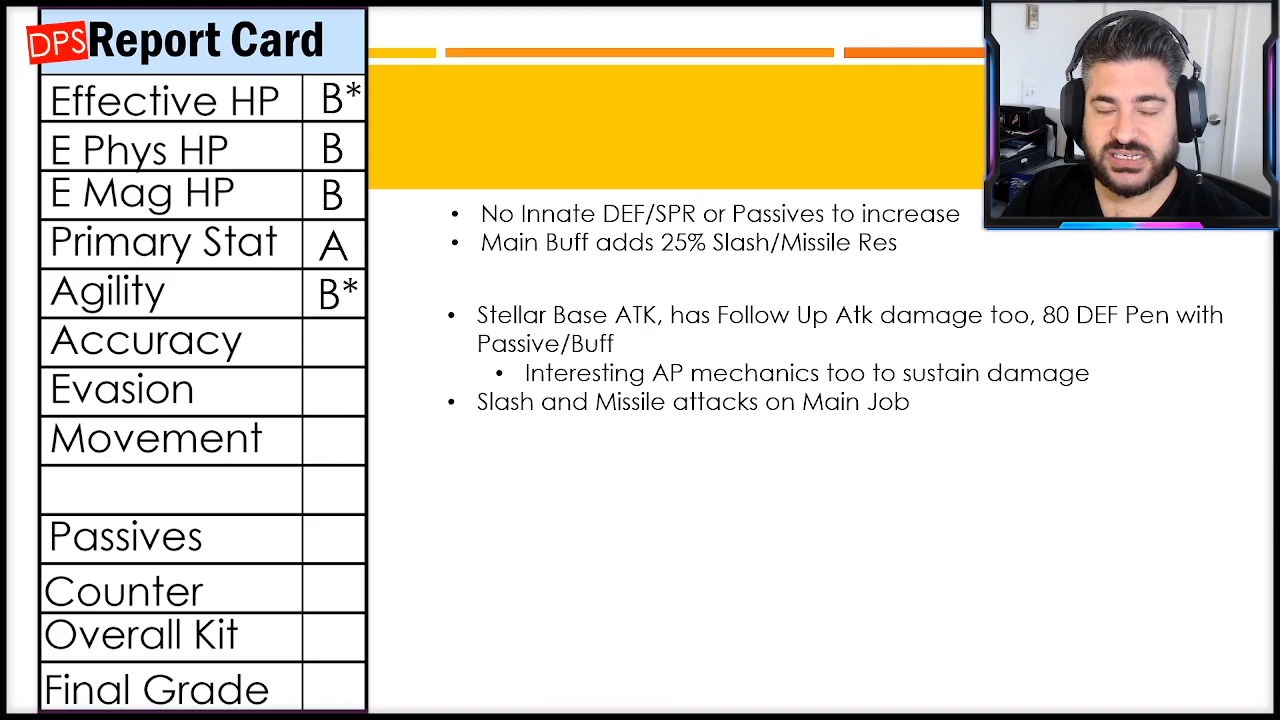 DPS Report Card
Effective HP B*
E Phys HP B
E Mag HP B
Primary Stat A
Agility B*
Accuracy
Evasion
Movement
Passives
Counter
Overall Kit
Final Grade
• No Innate DEF/SPR or Passives to increase
• Main Buff adds 25% Slash/Missile Res
• Stellar Base ATK, has Follow Up Atk damage too, 80 DEF Pen with
Passive/Buff
• Interesting AP mechanics too to sustain damage
• Slash and Missile attacks on Main Job